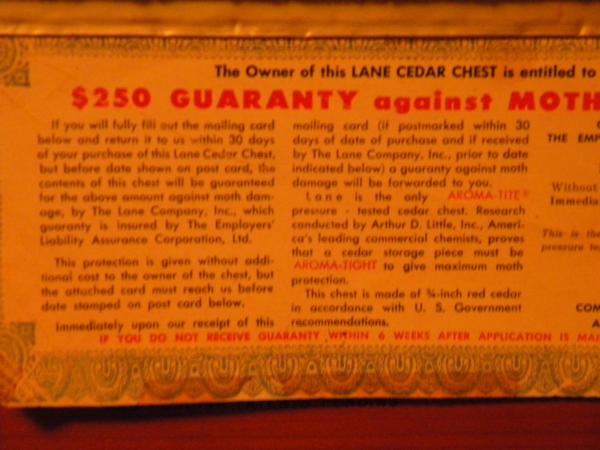 The Owner of this LANE CEDAR CHEST is entitled to
$250 GUARANTY against MOTH
If you will fully fill out the mailing card
below and return it to us within 30 days
of your purchase of this Lane Cedar Chest,
but before date shown on post card, the
contents of this chest will be guaranteed
for the above amount against moth dam-
age, by The Lane Company, Inc., which
guaranty is insured by The Employers'
Liability Assurance Corporation, Ltd.
This protection is given without addi-
tional cost to the owner of the chest, but
the attached card must reach us before
date stamped on post card below.
Immediately upon our receipt of this
mailing card (if postmarked within 30
days of date of purchase and if received
by The Lane Company, Inc., prior to date
indicated below) a guaranty against moth
damage will be forwarded to you.
Lane is the only AROMA-TITE®
pressure - tested cedar chest. Research
conducted by Arthur D. Little, Inc., Ameri-
ca's leading commercial chemists, proves
that a cedar storage piece must be
AROMA-TIGHT to give maximum moth
protection.
This chest is made of ¾-inch red cedar
in accordance with U. S. Government
recommendations.
THE EMP
Without
Immedia
This is the
pressure te
COM
A
IF YOU DO NOT RECEIVE GUARANTY WITHIN 6 WEEKS AFTER APPLICATION IS MAI